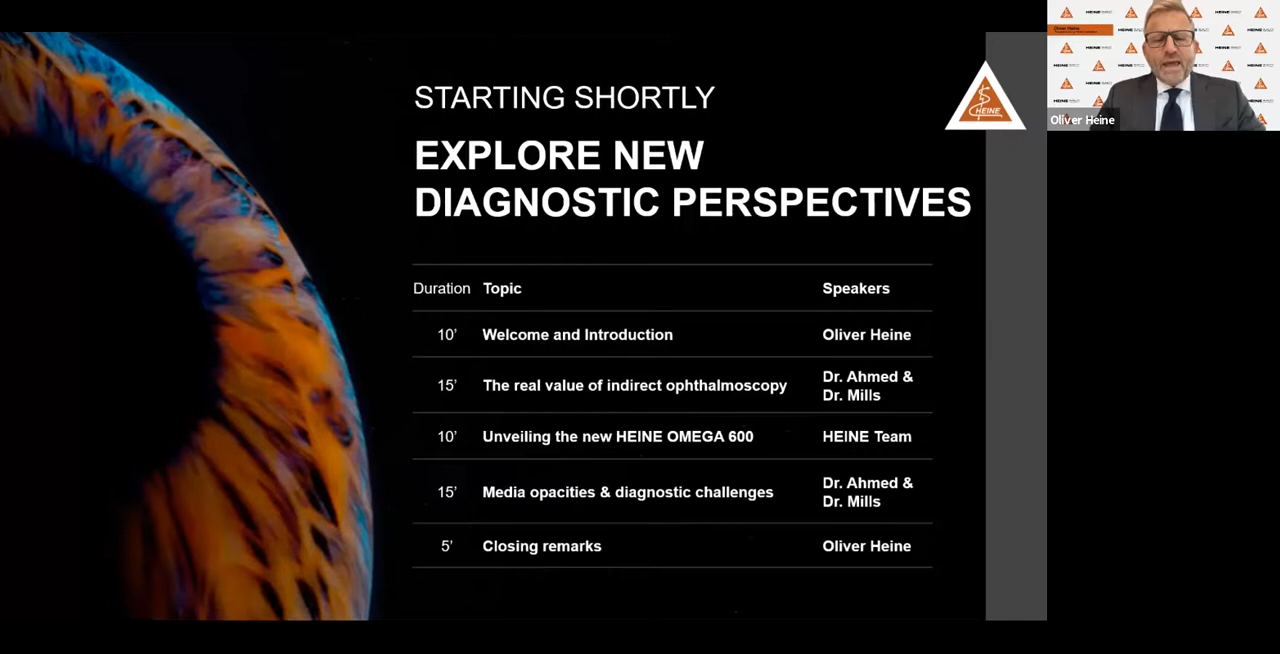 STARTING SHORTLY
EXPLORE NEW
DIAGNOSTIC PERSPECTIVES
HEINE
Duration Topic Speakers
10’ Welcome and Introduction Oliver Heine
15’ The real value of indirect ophthalmoscopy Dr. Ahmed &
Dr. Mills
10’ Unveiling the new HEINE OMEGA 600 HEINE Team
15’ Media opacities & diagnostic challenges Dr. Ahmed &
Dr. Mills
5’ Closing remarks Oliver Heine
Oliver Heine
Oliver Heine